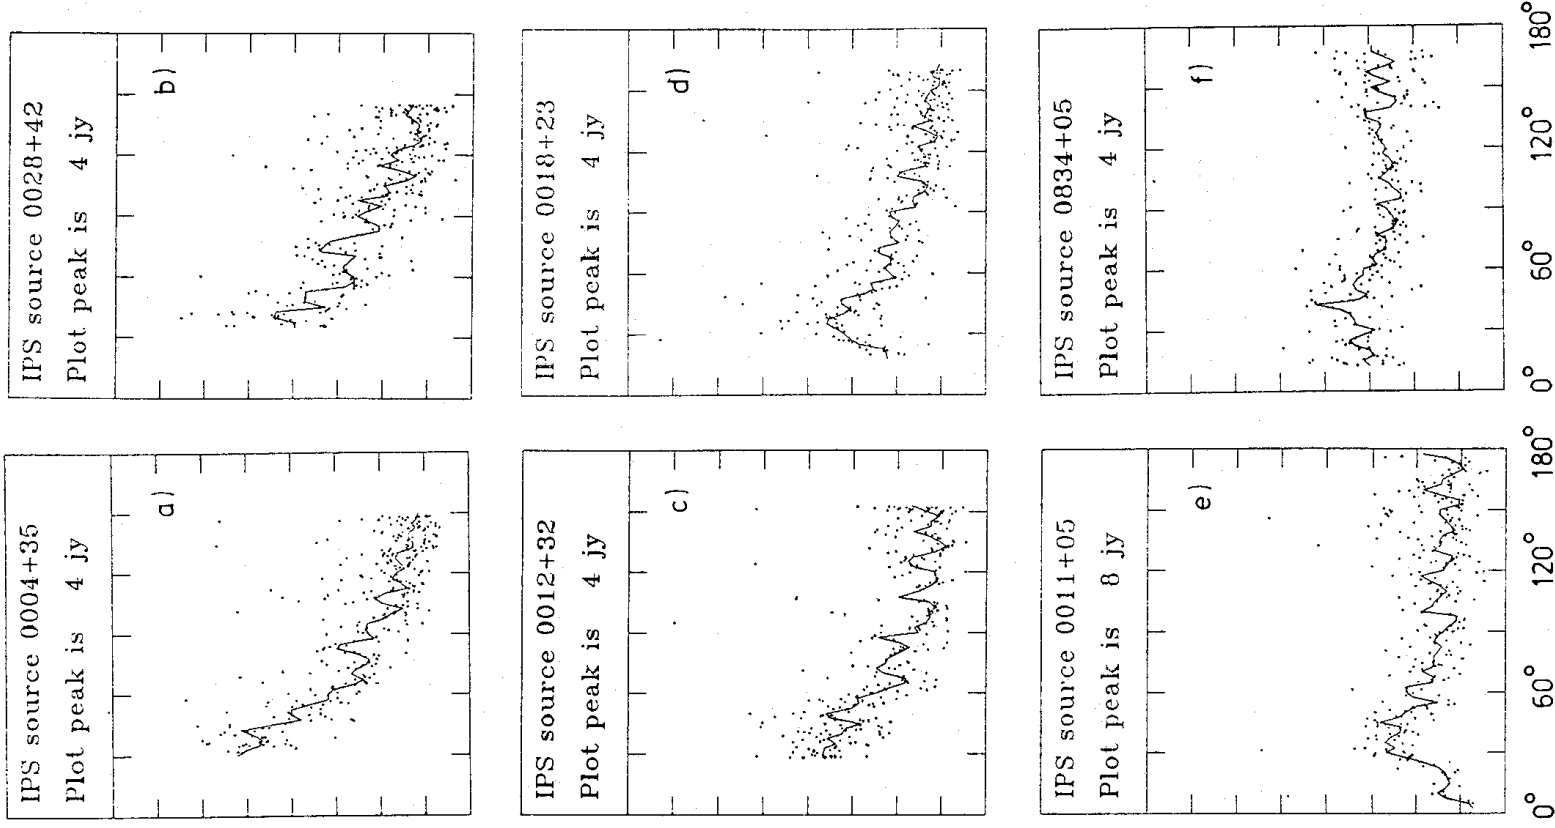 IPS source 0004+35
Plot peak is 4 jy
a)
IPS source 0028+42
Plot peak is 4 jy
b)
IPS source 0012+32
Plot peak is 4 jy
c)
IPS source 0018+23
Plot peak is 4 jy
d)
IPS source 0011+05
Plot peak is 8 jy
e)
0° 60° 120° 180°
IPS source 0834+05
Plot peak is 4 jy
f)
0° 60° 120° 180°